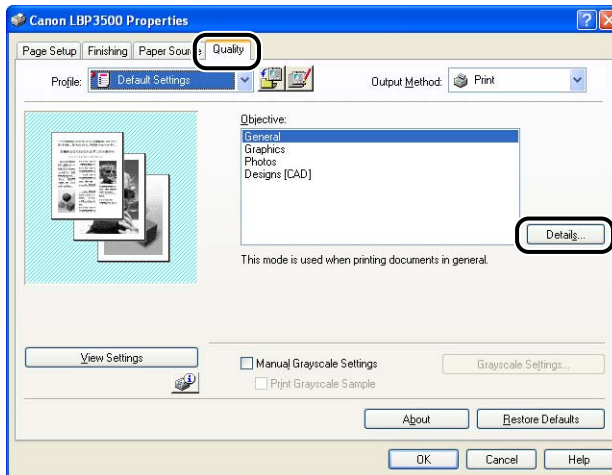 Canon LBP3500 Properties
Page Setup Finishing Paper Source Quality
Profile: Default Settings Output Method: Print
Objective:
General
Graphics
Photos
Designs [CAD]
Details...
This mode is used when printing documents in general.
View Settings
Manual Grayscale Settings Grayscale Settings...
Print Grayscale Sample
About Restore Defaults
OK Cancel Help